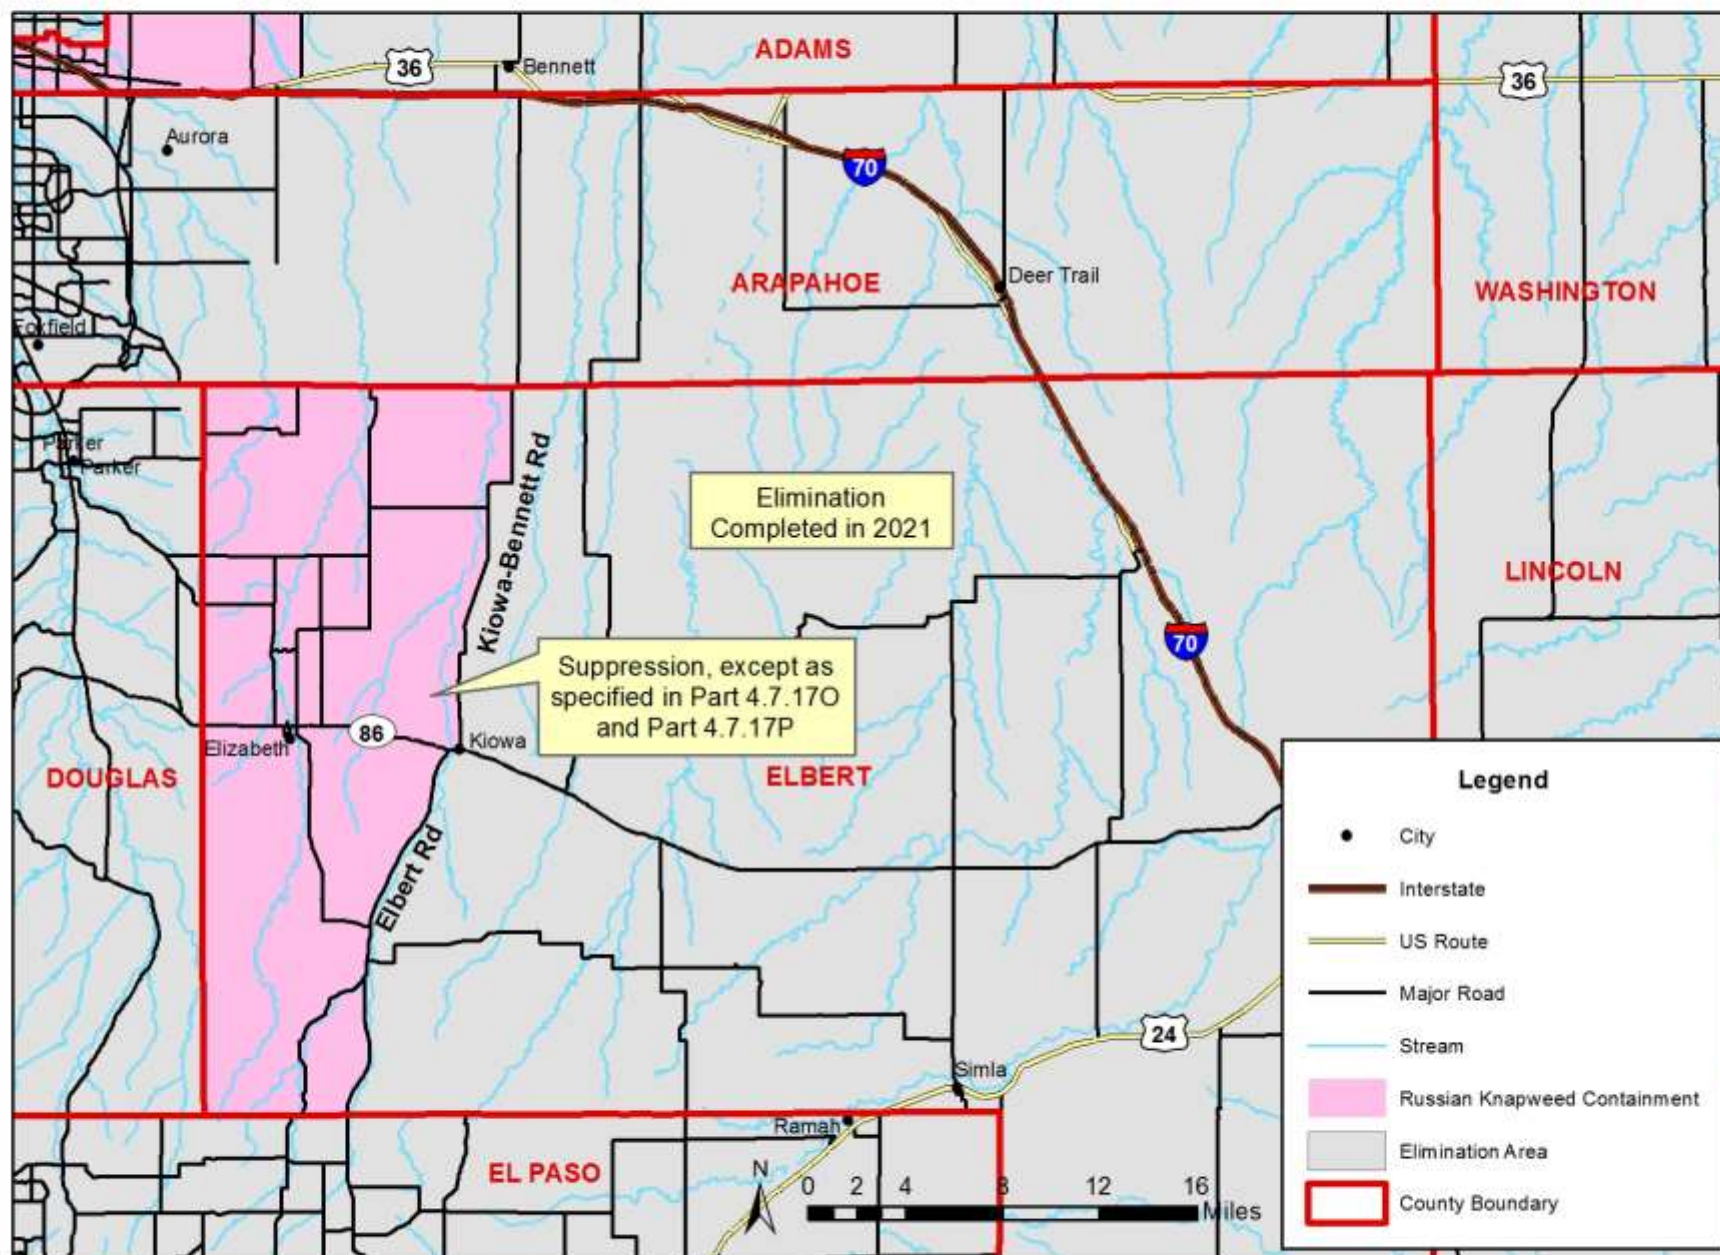 ADAMS
36
Bennett
36
Aurora
70
Deer Trail
ARAPAHOE
WASHINGTON
Foxfield
Parker
Parker
Kiowa-Bennett Rd
Elimination
Completed in 2021
LINCOLN
70
Suppression, except as
specified in Part 4.7.17O
and Part 4.7.17P
86
Elizabeth
Kiowa
DOUGLAS
ELBERT
Elbert Rd
24
Simla
Ramah
EL PASO
N
0 2 4 8 12 16
Miles
Legend
City
Interstate
US Route
Major Road
Stream
Russian Knapweed Containment
Elimination Area
County Boundary